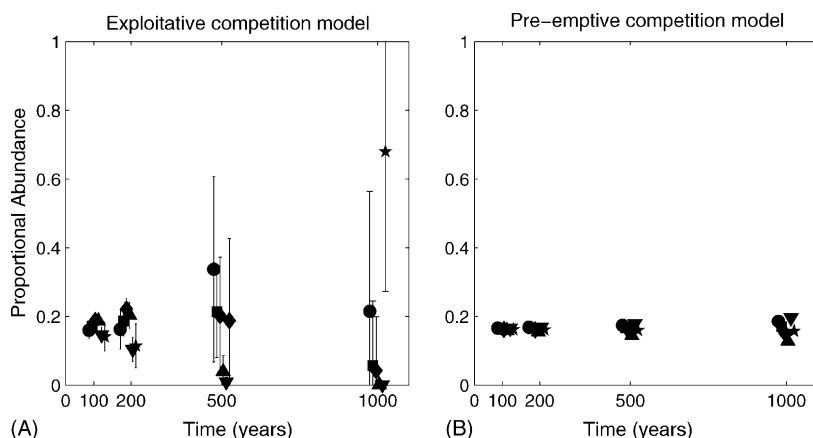 Exploitative competition model
Pre-emptive competition model
Proportional Abundance
1
0.8
0.6
0.4
0.2
0
0 100 200 500 1000
Time (years)
(A)
1
0.8
0.6
0.4
0.2
0
0 100 200 500 1000
Time (years)
(B)